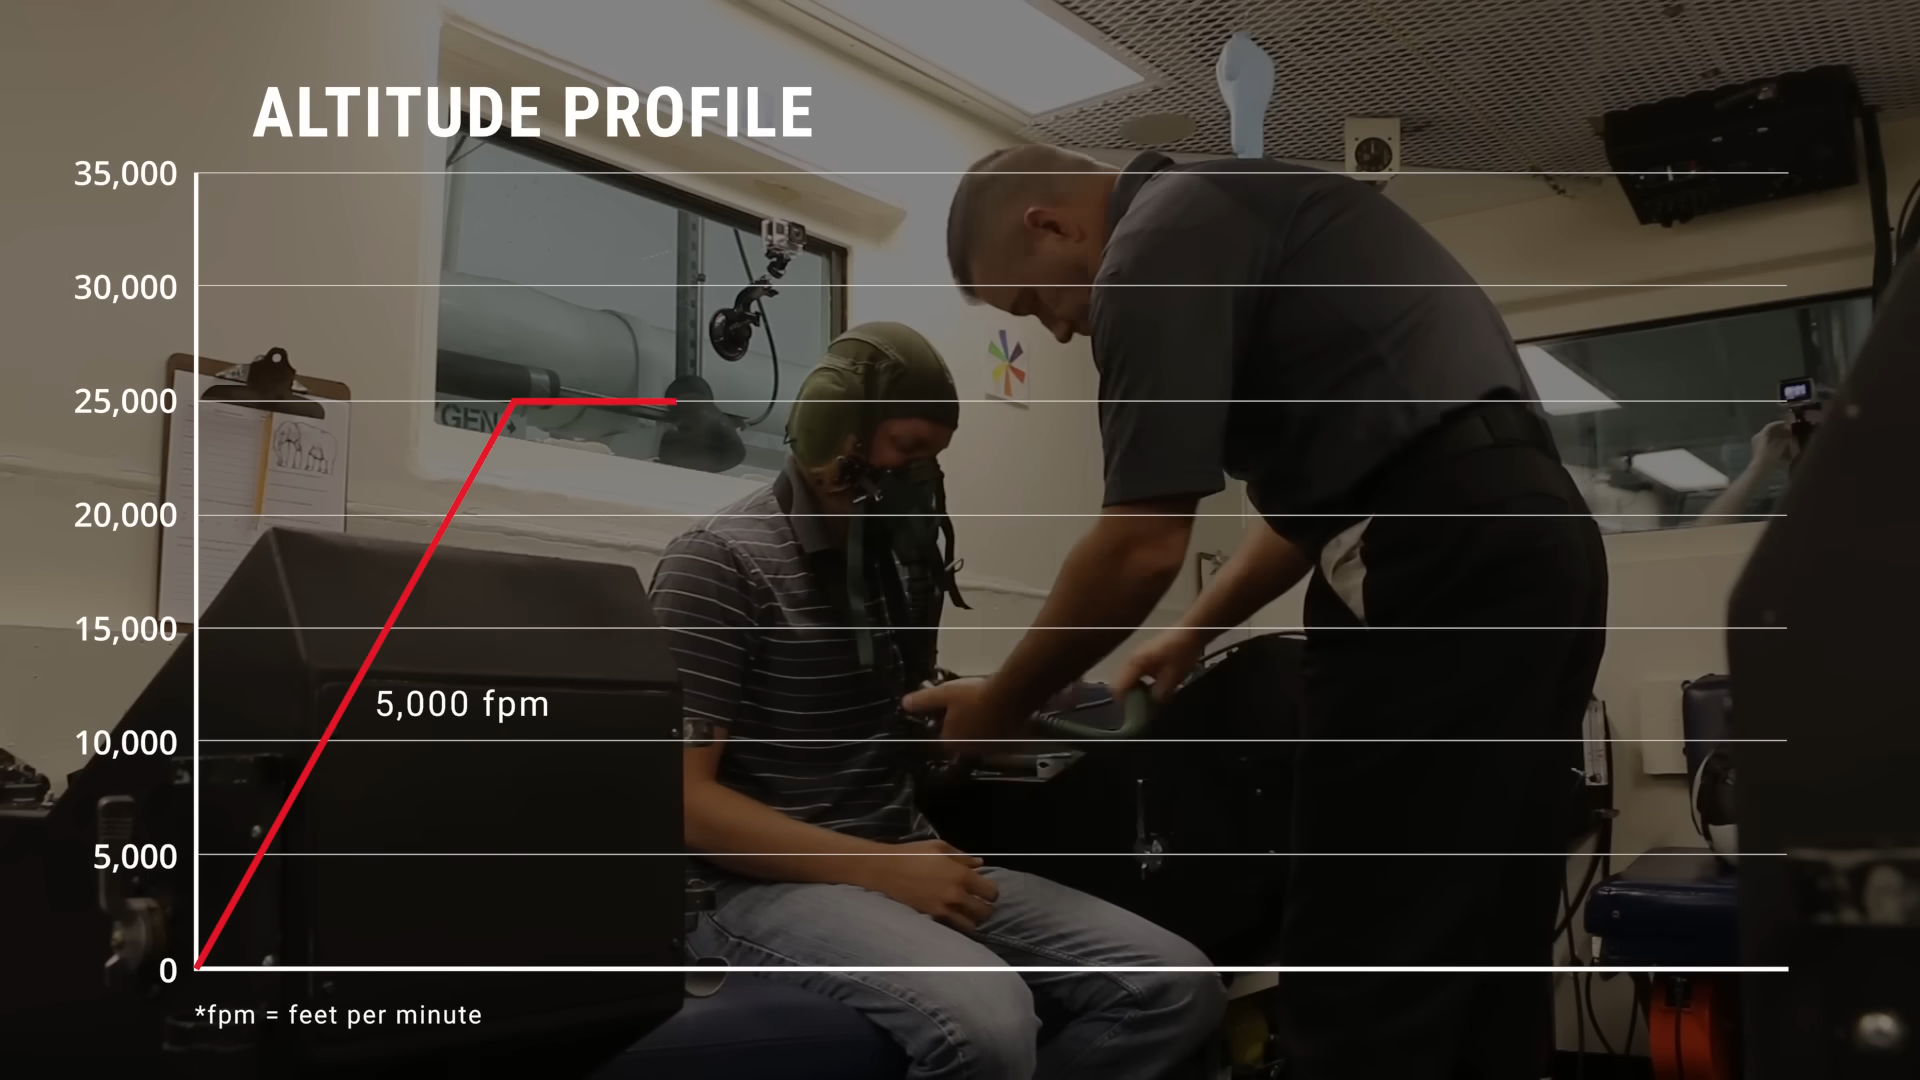 ALTITUDE PROFILE
35,000
30,000
25,000
20,000
15,000
10,000
5,000
0
5,000 fpm
*fpm = feet per minute
GEN